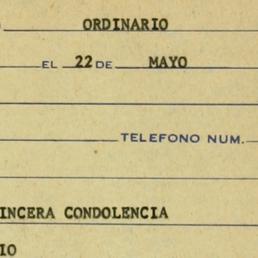 ORDINARIO
EL 22 DE MAYO
TELEFONO NUM.
INCERA CONDOLENCIA
IO